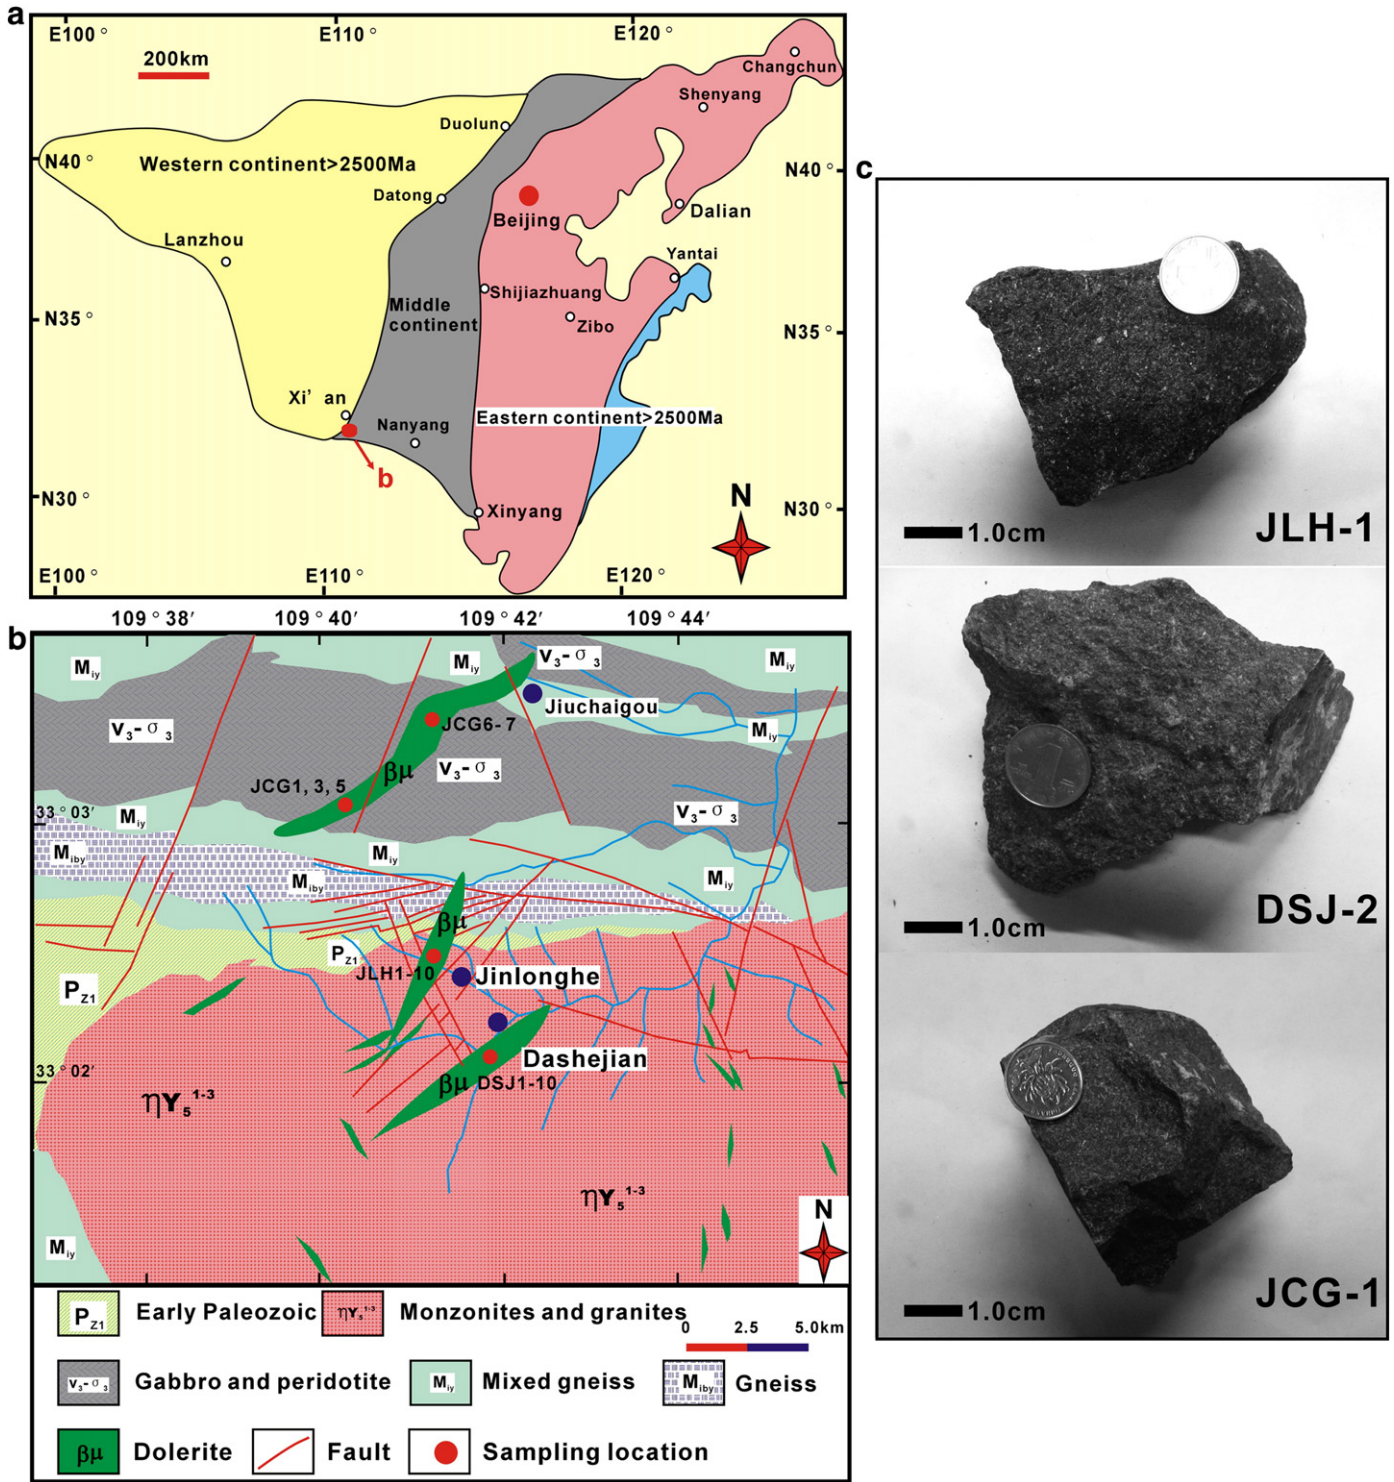 a
E100° E110° E120°
200km
Changchun
Shenyang
Duolun
Western continent>2500Ma
N40° N40°
Datong
Dalian
Beijing
Lanzhou
Yantai
Shijiazhuang
Middle
continent
N35° Zibo N35°
Xi' an
Eastern continent>2500Ma
Nanyang
b
N30° N30°
Xinyang
N
E100° E110° E120°
b
109°38′ 109°40′ 109°42′ 109°44′
Miy Miy V3-σ3 Miy
Jiuchaigou
V3-σ3 JCG6-7 Miy
βμ V3-σ3
JCG1, 3, 5
33°03′ Miy V3-σ3
Miby Miy
Miby Miy
βμ
PZ1
JLH1-10 Jinlonghe
PZ1
Dashejian
33°02′ βμ DSJ1-10
ηY5 1-3
ηY5 1-3
N
Miy
PZ1 Early Paleozoic ηY5 1-3 Monzonites and granites
0 2.5 5.0km
V3-σ3 Gabbro and peridotite Miy Mixed gneiss Miby Gneiss
βμ Dolerite Fault Sampling location
c
JLH-1
1.0cm
DSJ-2
1.0cm
JCG-1
1.0cm